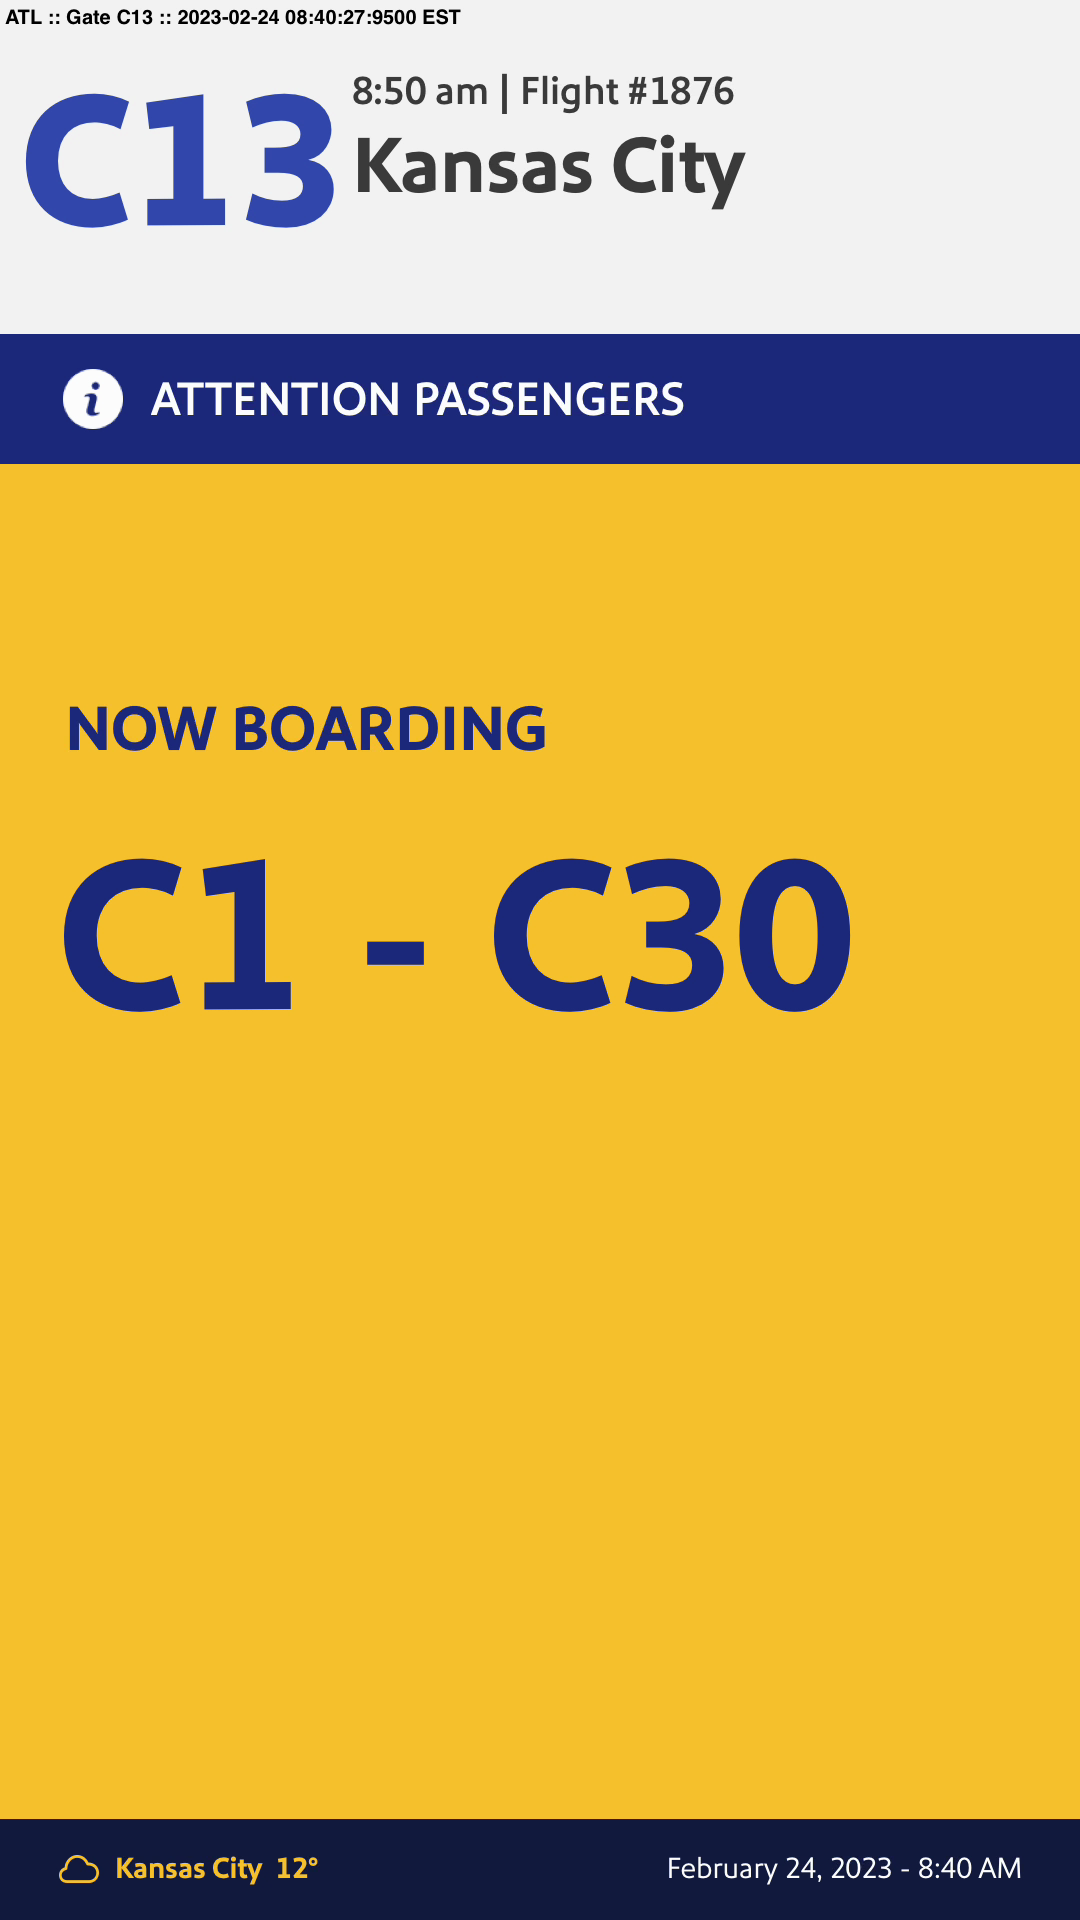 ATL :: Gate C13 :: 2023-02-24 08:40:27:9500 EST
C13
8:50 am | Flight #1876
Kansas City
i ATTENTION PASSENGERS
NOW BOARDING
C1 - C30
Kansas City 12°
February 24, 2023 - 8:40 AM